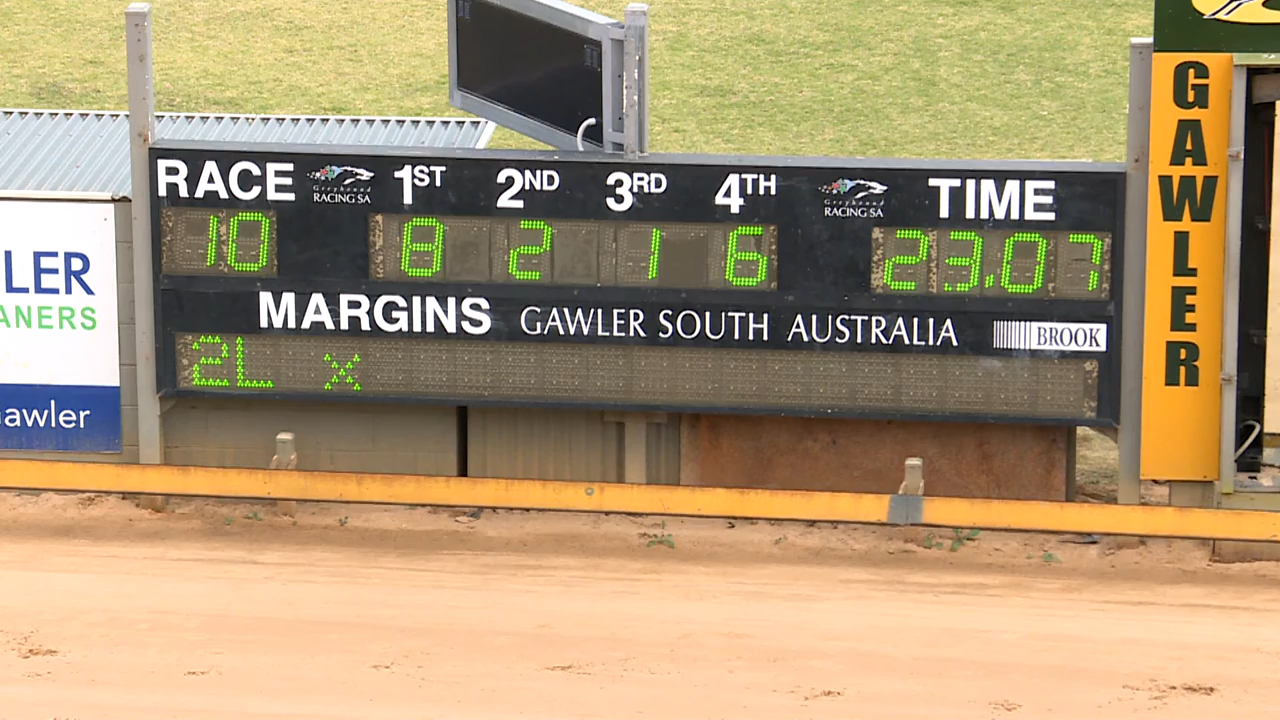 RACE
Greyhound
RACING SA
1ST 2ND 3RD 4TH
Greyhound
RACING SA
TIME
10 8 2 1 6 23.07
MARGINS GAWLER SOUTH AUSTRALIA BROOK
2L x
LER
ANERS
awler
GAWLER